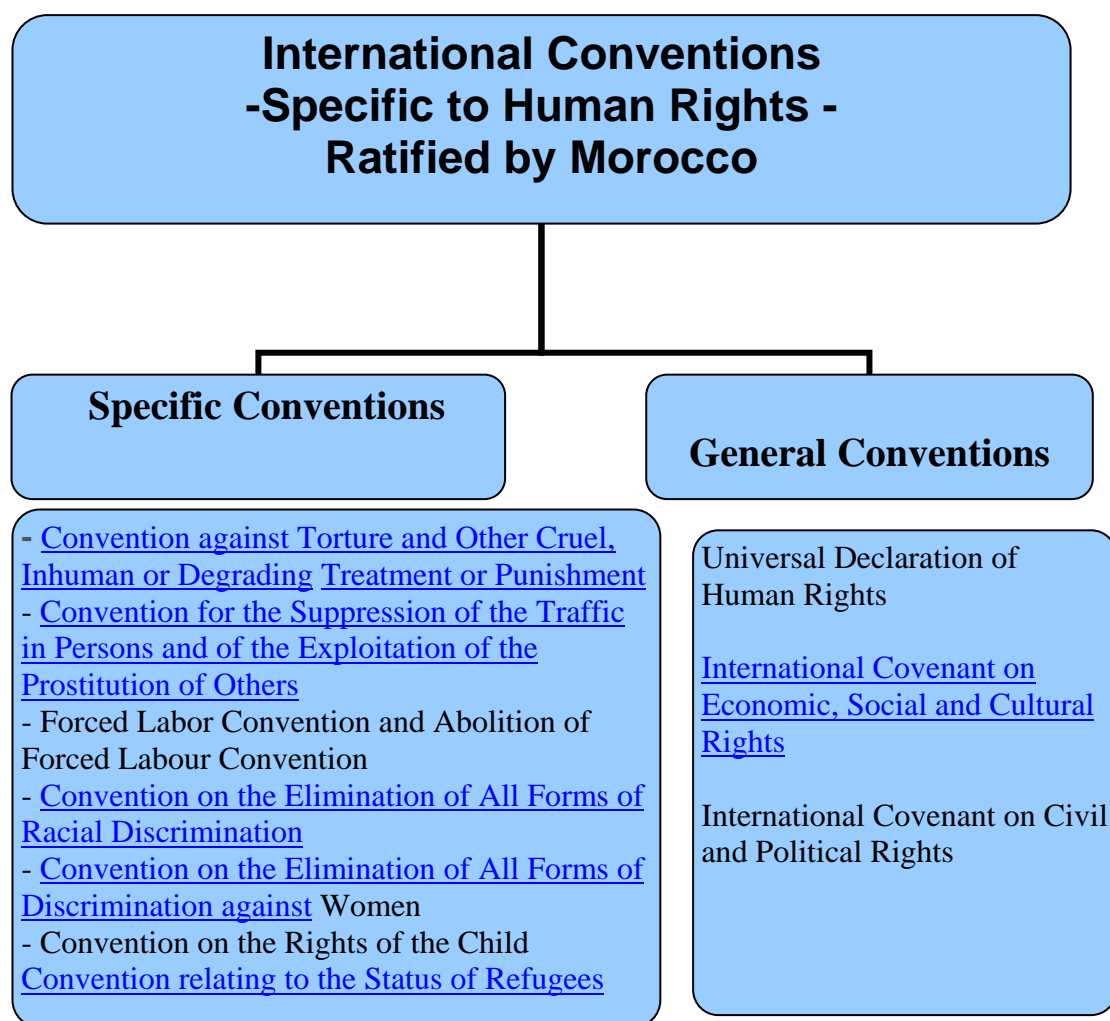 International Conventions
-Specific to Human Rights -
Ratified by Morocco
Specific Conventions
- Convention against Torture and Other Cruel,
Inhuman or Degrading Treatment or Punishment
- Convention for the Suppression of the Traffic
in Persons and of the Exploitation of the
Prostitution of Others
- Forced Labor Convention and Abolition of
Forced Labour Convention
- Convention on the Elimination of All Forms of
Racial Discrimination
- Convention on the Elimination of All Forms of
Discrimination against Women
- Convention on the Rights of the Child
Convention relating to the Status of Refugees
General Conventions
Universal Declaration of
Human Rights
International Covenant on
Economic, Social and Cultural
Rights
International Covenant on Civil
and Political Rights